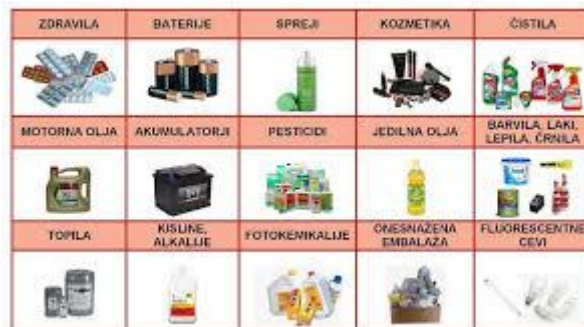 ZDRAVILA
BATERIJE
SPREJI
KOZMETIKA
ČISTILA
MOTORNA OLJA
AKUMULATORJI
PESTICIDI
JEDILNA OLJA
BARVILA, LAKI,
LEPILA, ČRNILA
TOPILA
KISLINE,
ALKALIJE
FOTOKEMIKALIJE
ONESNAŽENA
EMBALAŽA
FLUORESCENTNE
CEVI